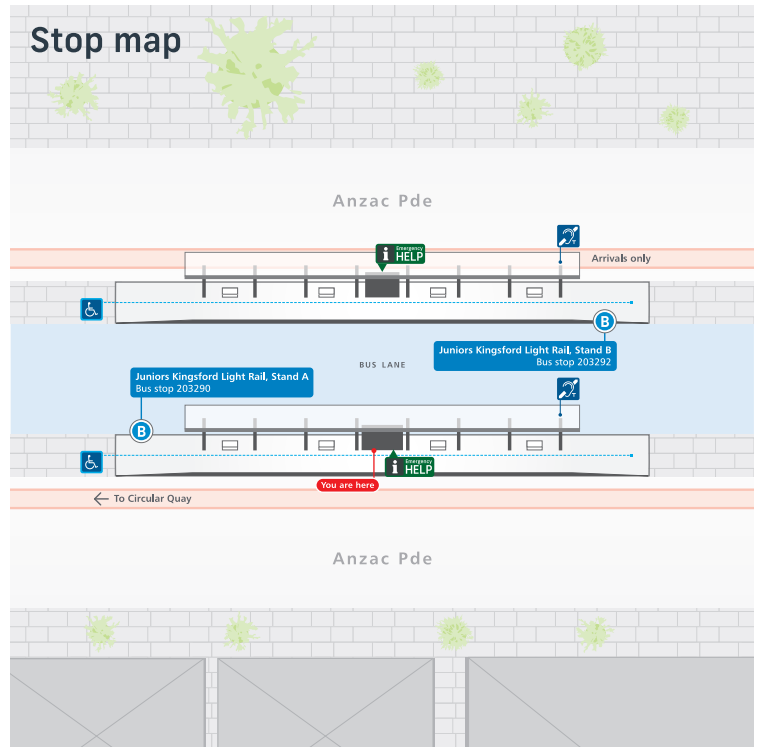 Stop map
Anzac Pde
Emergency
HELP
T
Arrivals only
B
Juniors Kingsford Light Rail, Stand B
Bus stop 203292
BUS LANE
Juniors Kingsford Light Rail, Stand A
Bus stop 203290
T
B
Emergency
HELP
You are here
← To Circular Quay
Anzac Pde